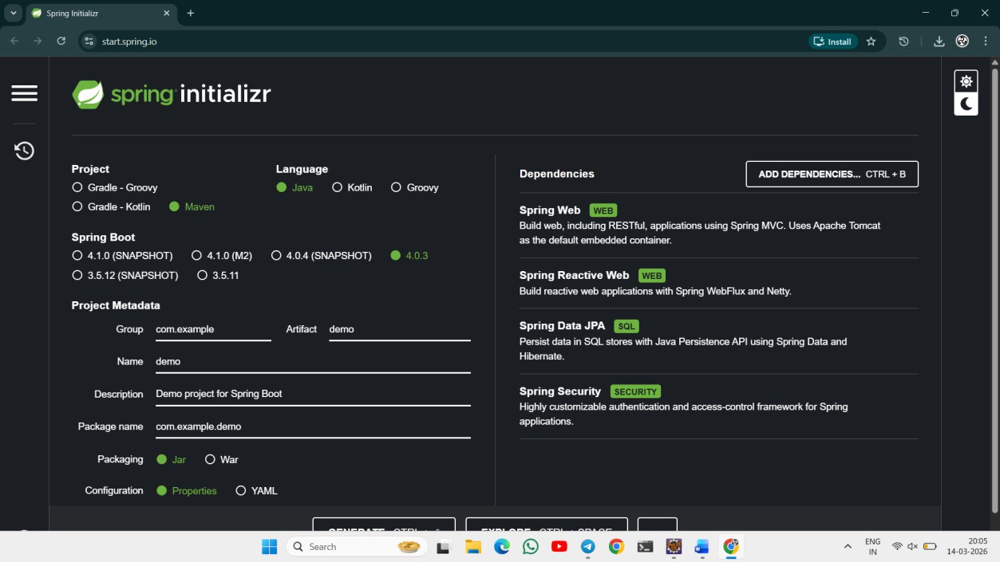 Spring Initializr
start.spring.io
Install
spring initializr
Project
Gradle - Groovy
Gradle - Kotlin
Maven
Language
Java
Kotlin
Groovy
Spring Boot
4.1.0 (SNAPSHOT)
4.1.0 (M2)
4.0.4 (SNAPSHOT)
4.0.3
3.5.12 (SNAPSHOT)
3.5.11
Project Metadata
Group com.example
Artifact demo
Name demo
Description Demo project for Spring Boot
Package name com.example.demo
Packaging Jar War
Configuration Properties YAML
Dependencies
ADD DEPENDENCIES... CTRL + B
Spring Web WEB
Build web, including RESTful, applications using Spring MVC. Uses Apache Tomcat
as the default embedded container.
Spring Reactive Web WEB
Build reactive web applications with Spring WebFlux and Netty.
Spring Data JPA SQL
Persist data in SQL stores with Java Persistence API using Spring Data and
Hibernate.
Spring Security SECURITY
Highly customizable authentication and access-control framework for Spring
applications.
GENERATE CTRL +
EXPLORE CTRL + SPACE
Search
ENG
IN
20:05
14-03-2026